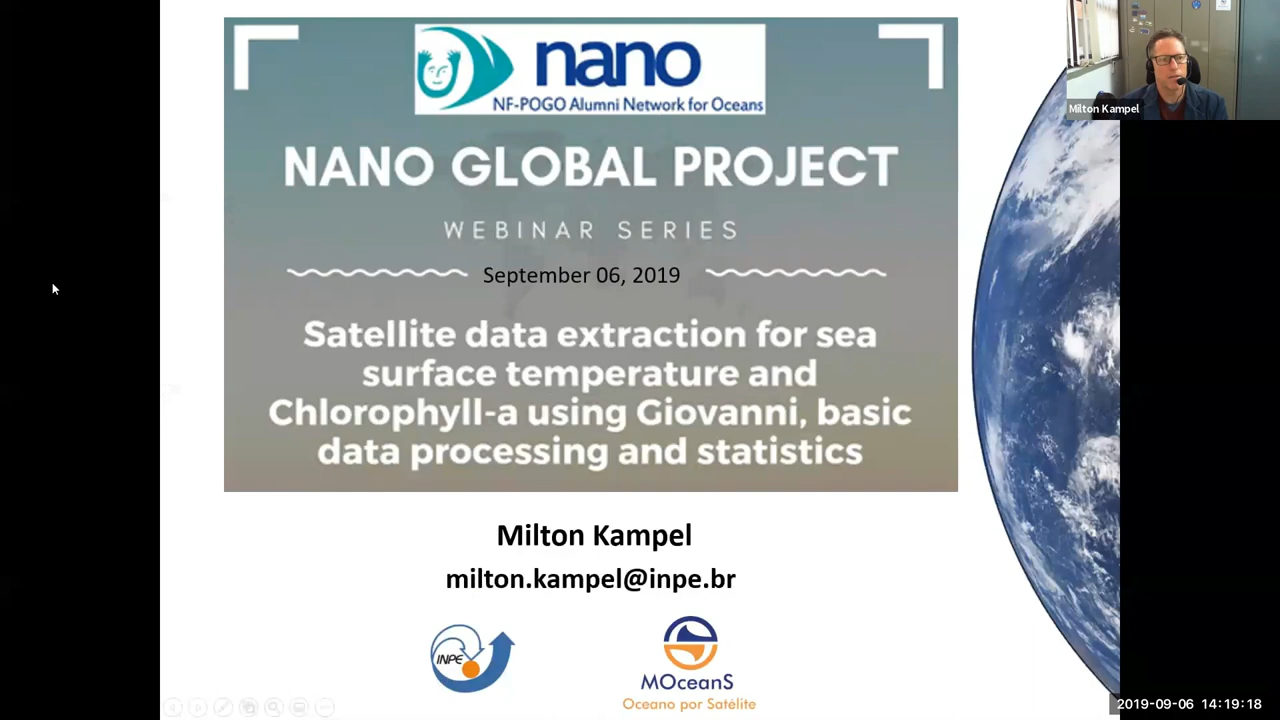 nano
NF-POGO Alumni Network for Oceans
NANO GLOBAL PROJECT
WEBINAR SERIES
September 06, 2019
Satellite data extraction for sea
surface temperature and
Chlorophyll-a using Giovanni, basic
data processing and statistics
Milton Kampel
milton.kampel@inpe.br
INPE
MOceanS
Oceano por Satélite
Milton Kampel
2019-09-06 14:19:18